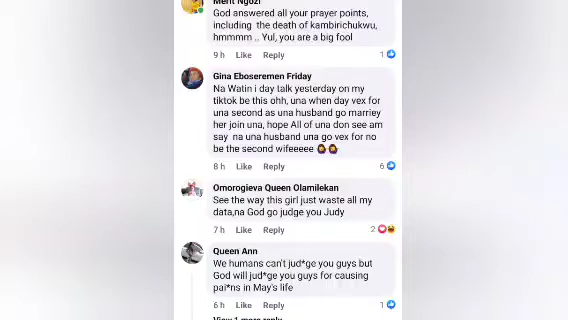 Merit Ngozi
God answered all your prayer points,
including the death of kambirichukwu,
hmmmm .. Yul, you are a big fool
9 h Like Reply 1
Gina Eboseremen Friday
Na Watin i day talk yesterday on my
tiktok be this ohh, una when day vex for
una second as una husband go marriey
her join una, hope All of una don see am
say na una husband una go vex for no
be the second wifeeeee
8 h Like Reply 6
Omorogieva Queen Olamilekan
See the way this girl just waste all my
data,na God go judge you Judy
7 h Like Reply 2
Queen Ann
We humans can't jud*ge you guys but
God will jud*ge you guys for causing
pai*ns in May's life
6 h Like Reply 1
View 1 more reply